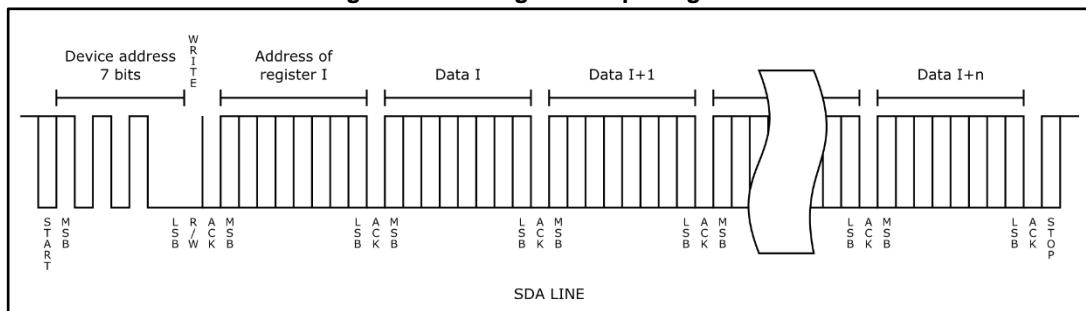 Device address
7 bits
WRITE
Address of
register I
Data I
Data I+1
Data I+n
START
MSB
LSB
R/W
ACK
MSB
LSB
ACK
MSB
LSB
ACK
MSB
LSB
ACK
MSB
LSB
ACK
MSB
LSB
ACK
STOP
SDA LINE